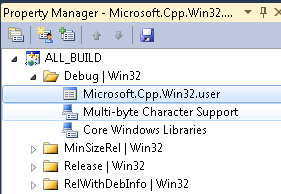 Property Manager - Microsoft.Cpp.Win32....
ALL_BUILD
Debug | Win32
Microsoft.Cpp.Win32.user
Multi-byte Character Support
Core Windows Libraries
MinSizeRel | Win32
Release | Win32
RelWithDebInfo | Win32